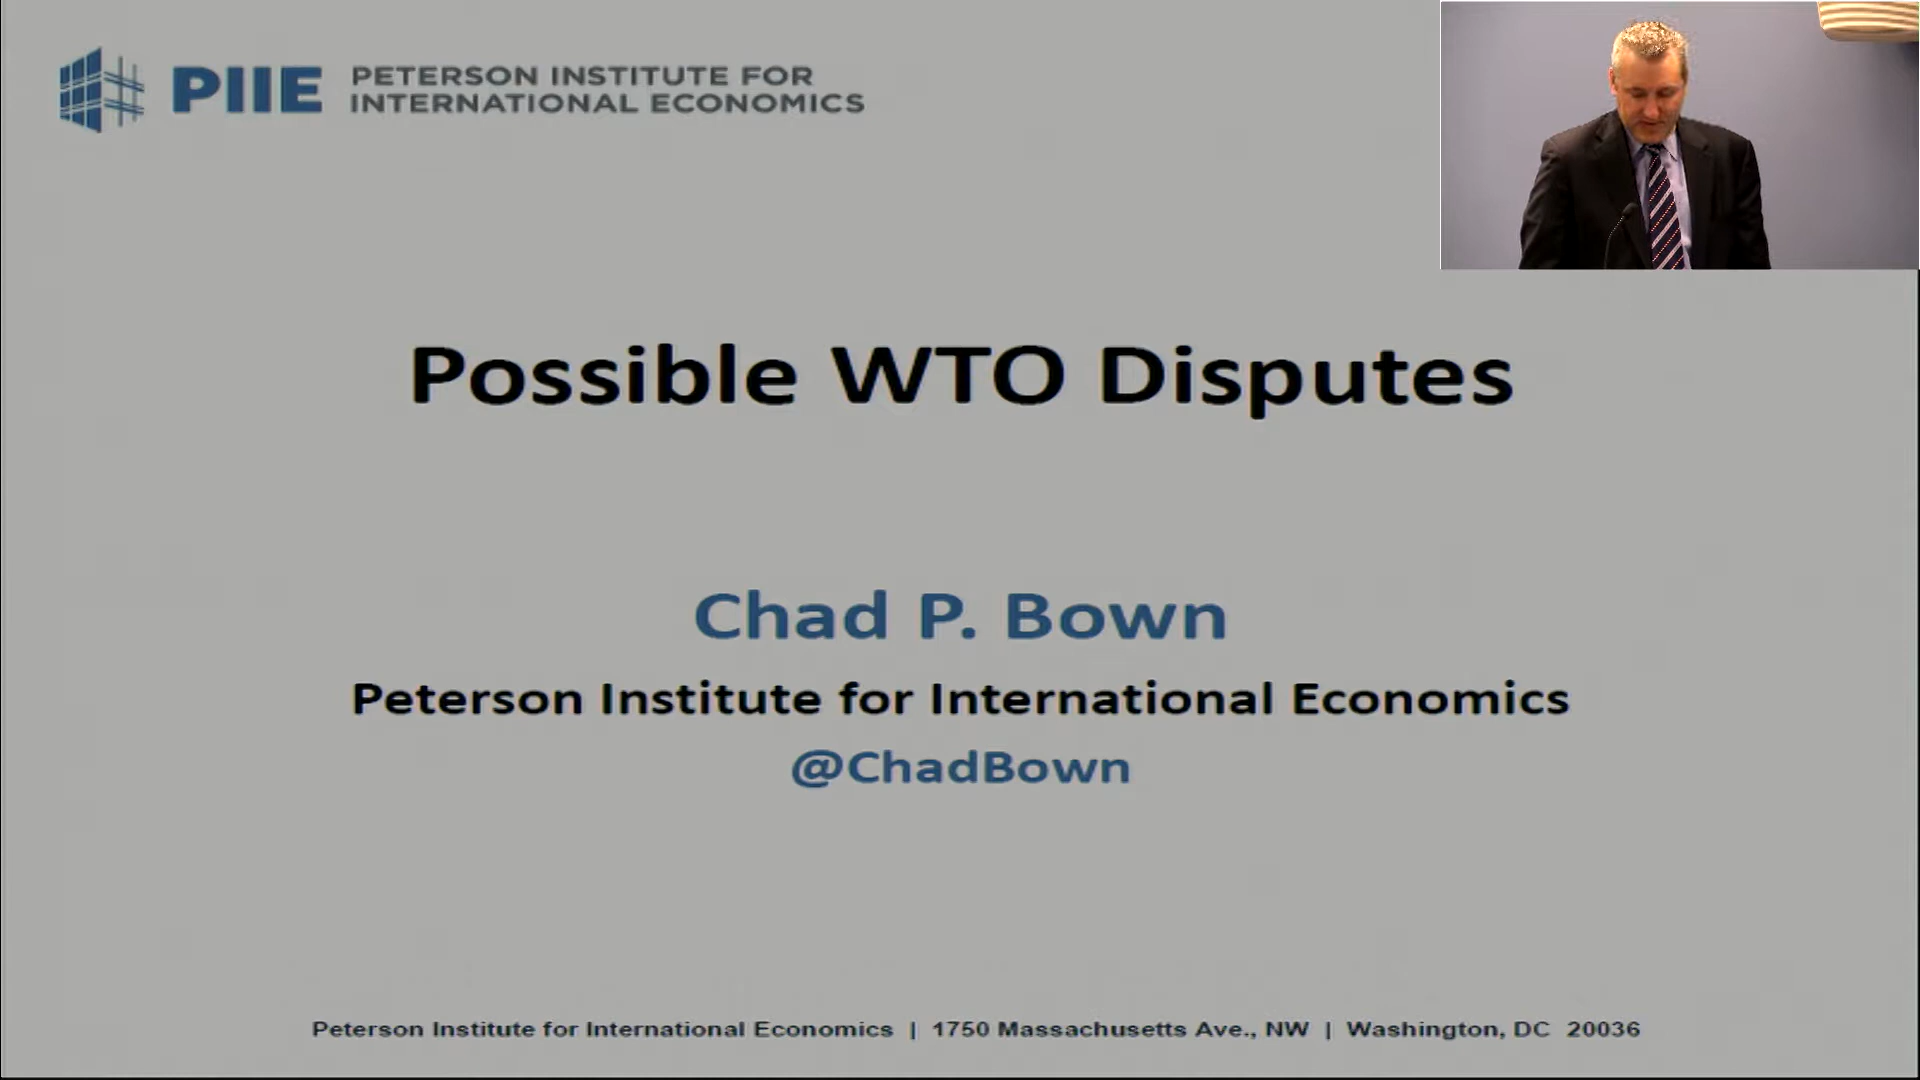 PIIE PETERSON INSTITUTE FOR
INTERNATIONAL ECONOMICS
Possible WTO Disputes
Chad P. Bown
Peterson Institute for International Economics
@ChadBown
Peterson Institute for International Economics | 1750 Massachusetts Ave., NW | Washington, DC 20036